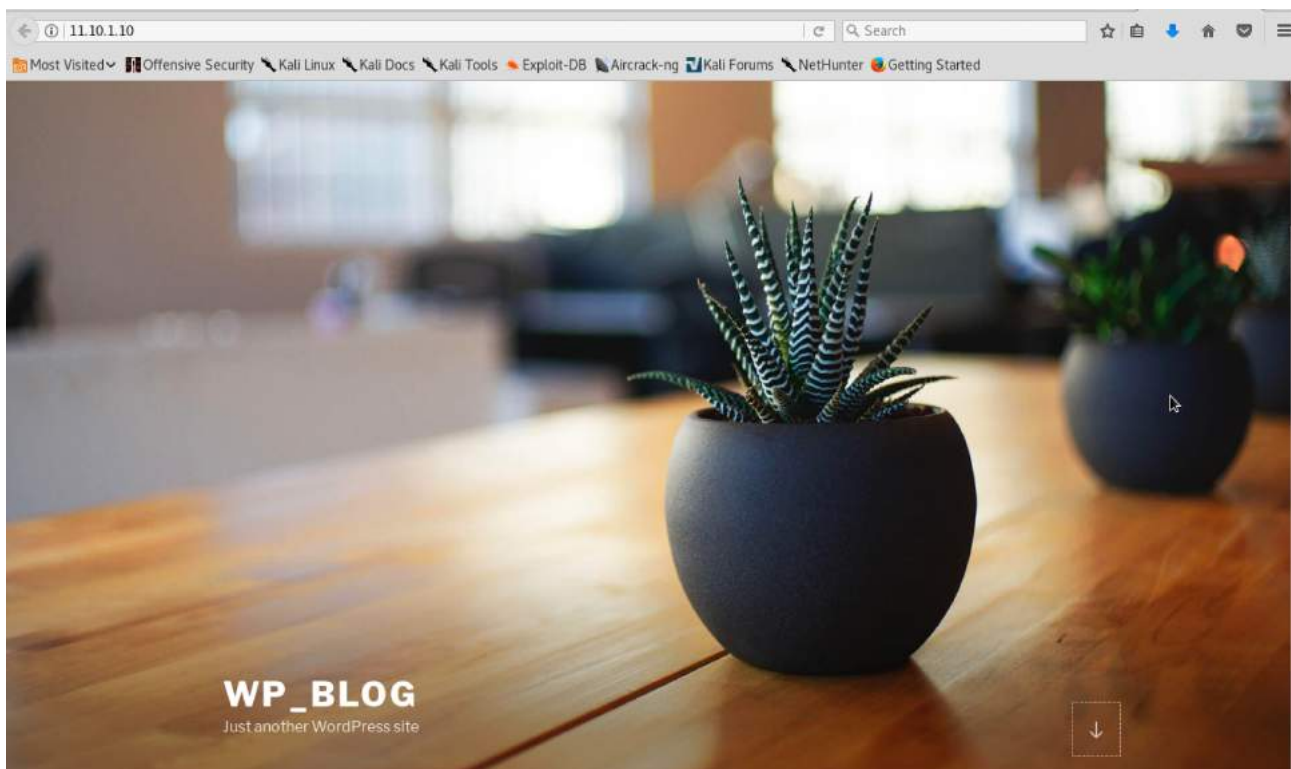 11.10.1.10
Search
Most Visited Offensive Security Kali Linux Kali Docs Kali Tools Exploit-DB Aircrack-ng Kali Forums NetHunter Getting Started
WP_BLOG
Just another WordPress site